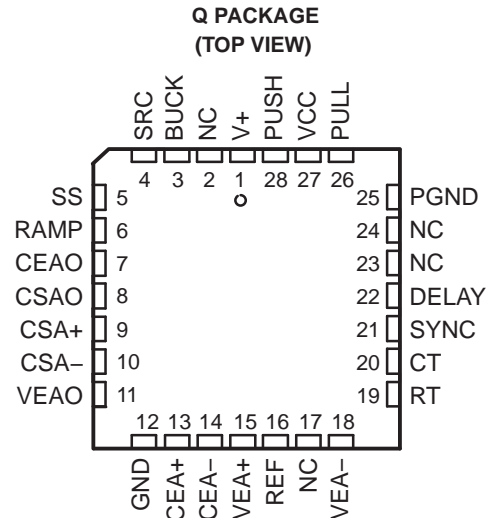 Q PACKAGE
(TOP VIEW)
SRC BUCK NC V+ PUSH VCC PULL
4 3 2 1 28 27 26
SS 5 25 PGND
RAMP 6 24 NC
CEAO 7 23 NC
CSAO 8 22 DELAY
CSA+ 9 21 SYNC
CSA– 10 20 CT
VEAO 11 19 RT
12 13 14 15 16 17 18
GND CEA+ CEA– VEA+ REF NC VEA–